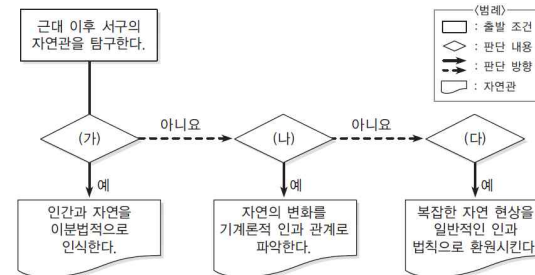 근대 이후 서구의
자연관을 탐구한다.
〈범례〉
: 출발 조건
: 판단 내용
: 판단 방향
: 자연관
(가)
아니요
(나)
아니요
(다)
예
예
예
인간과 자연을
이분법적으로
인식한다.
자연의 변화를
기계론적 인과 관계로
파악한다.
복잡한 자연 현상을
일반적인 인과
법칙으로 환원시킨다.